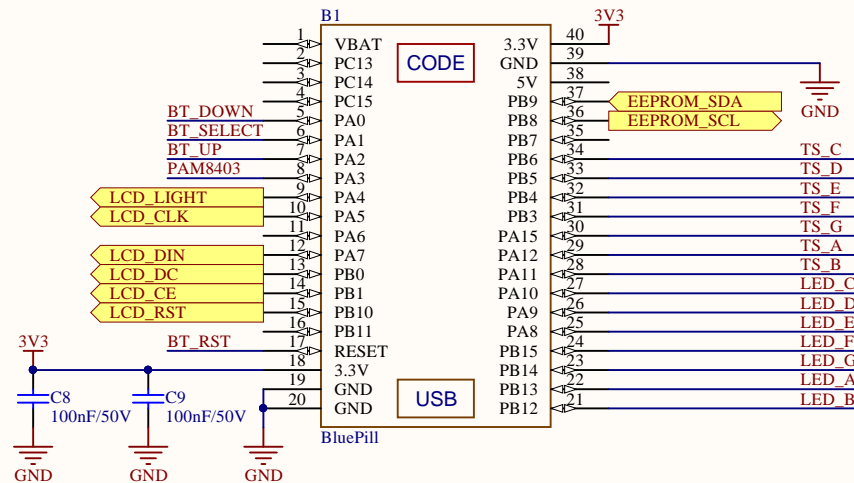 B1
3V3
1 VBAT 3.3V 40
2 PC13 CODE GND 39
3 PC14 5V 38
4 PC15 PB9 37 EEPROM_SDA
BT_DOWN 5 PA0 PB8 36 EEPROM_SCL
GND
BT_SELECT 6 PA1 PB7 35
BT_UP 7 PA2 PB6 34 TS_C
PAM8403 8 PA3 PB5 33 TS_D
LCD_LIGHT 9 PA4 PB4 32 TS_E
LCD_CLK 10 PA5 PB3 31 TS_F
11 PA6 PA15 30 TS_G
LCD_DIN 12 PA7 PA12 29 TS_A
LCD_DC 13 PB0 PA11 28 TS_B
LCD_CE 14 PB1 PA10 27 LED_C
LCD_RST 15 PB10 PA9 26 LED_D
16 PB11 PA8 25 LED_E
BT_RST 17 RESET PB15 24 LED_F
3V3 18 3.3V PB14 23 LED_G
19 GND USB PB13 22 LED_A
20 GND PB12 21 LED_B
C8 C9
100nF/50V 100nF/50V
BluePill
GND GND GND